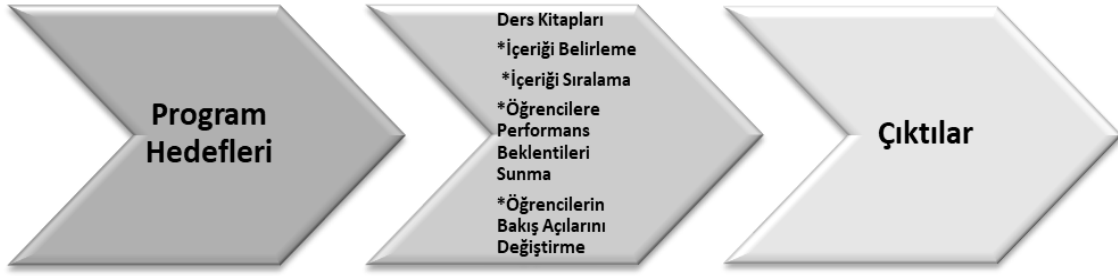 Program
Hedefleri
Ders Kitapları
*İçeriği Belirleme
*İçeriği Sıralama
*Öğrencilere
Performans
Beklentileri
Sunma
*Öğrencilerin
Bakış Açılarını
Değiştirme
Çıktılar